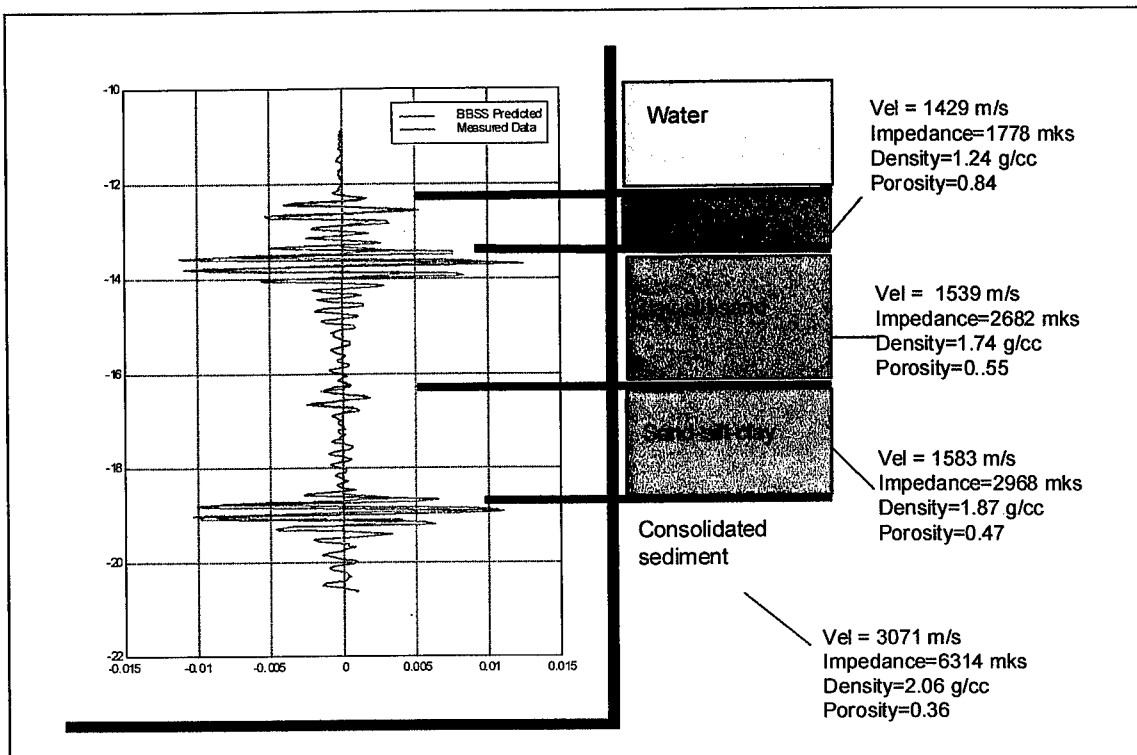 -10
-12
-14
-16
-18
-20
-22
-0.015
-0.01
-0.005
0
0.005
0.01
0.015
BBSS Predicted
Measured Data
Water
Sand-silt-clay
Consolidated
sediment
Vel = 1429 m/s
Impedance=1778 mks
Density=1.24 g/cc
Porosity=0.84
Vel = 1539 m/s
Impedance=2682 mks
Density=1.74 g/cc
Porosity=0..55
Vel = 1583 m/s
Impedance=2968 mks
Density=1.87 g/cc
Porosity=0.47
Vel = 3071 m/s
Impedance=6314 mks
Density=2.06 g/cc
Porosity=0.36